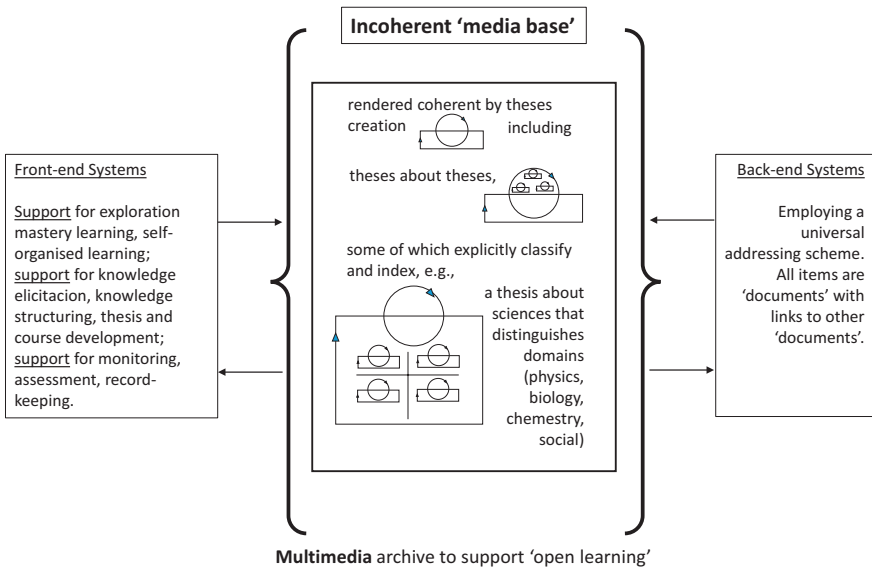 Incoherent ‘media base’
rendered coherent by theses
creation including
theses about theses,
some of which explicitly classify
and index, e.g.,
a thesis about
sciences that
distinguishes
domains
(physics,
biology,
chemestry,
social)
Front-end Systems
Support for exploration
mastery learning, self-
organised learning;
support for knowledge
elicitacion, knowledge
structuring, thesis and
course development;
support for monitoring,
assessment, record-
keeping.
Back-end Systems
Employing a
universal
addressing scheme.
All items are
‘documents’ with
links to other
‘documents’.
Multimedia archive to support ‘open learning’